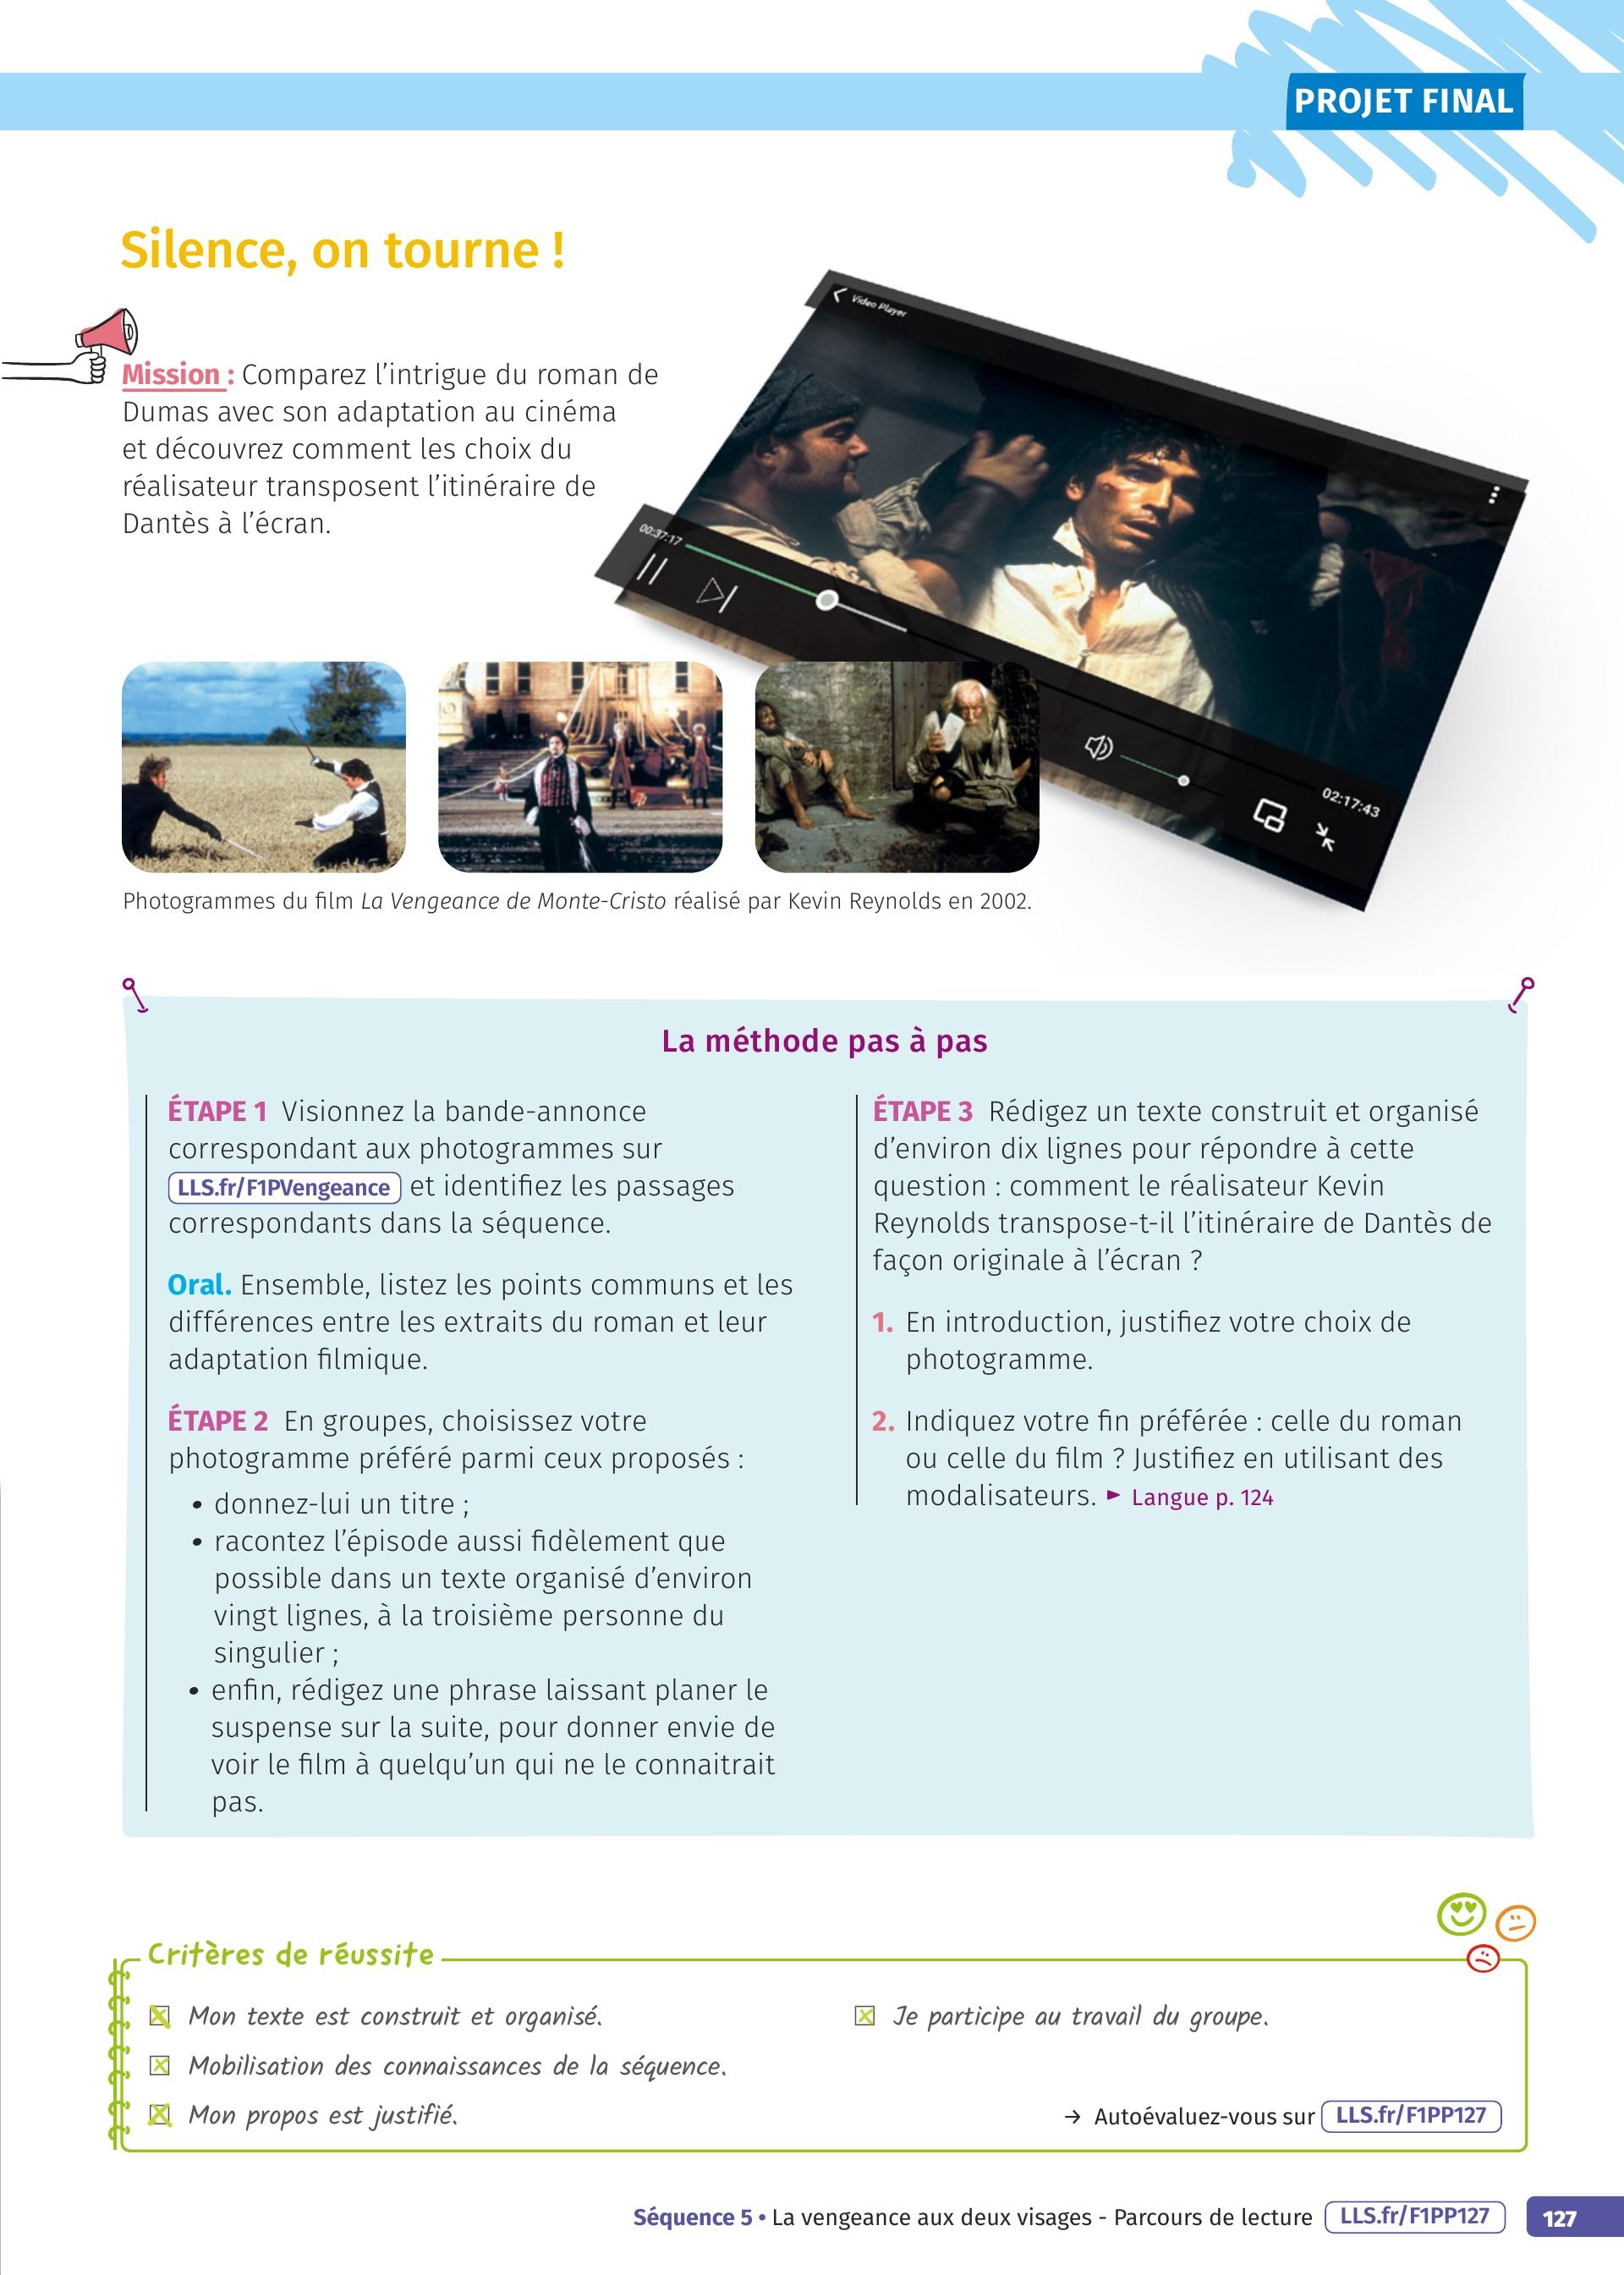 PROJET FINAL
Silence, on tourne !
Mission : Comparez l'intrigue du roman de
Dumas avec son adaptation au cinéma
et découvrez comment les choix du
réalisateur transposent l'itinéraire de
Dantès à l'écran.
Video Player
00:37:17
02:17:43
Photogrammes du film La Vengeance de Monte-Cristo réalisé par Kevin Reynolds en 2002.
La méthode pas à pas
ÉTAPE 1 Visionnez la bande-annonce
correspondant aux photogrammes sur
LLS.fr/F1PVengeance et identifiez les passages
correspondants dans la séquence.
Oral. Ensemble, listez les points communs et les
différences entre les extraits du roman et leur
adaptation filmique.
ÉTAPE 2 En groupes, choisissez votre
photogramme préféré parmi ceux proposés :
• donnez-lui un titre ;
• racontez l'épisode aussi fidèlement que
possible dans un texte organisé d'environ
vingt lignes, à la troisième personne du
singulier ;
• enfin, rédigez une phrase laissant planer le
suspense sur la suite, pour donner envie de
voir le film à quelqu'un qui ne le connaitrait
pas.
ÉTAPE 3 Rédigez un texte construit et organisé
d'environ dix lignes pour répondre à cette
question : comment le réalisateur Kevin
Reynolds transpose-t-il l'itinéraire de Dantès de
façon originale à l'écran ?
1. En introduction, justifiez votre choix de
photogramme.
2. Indiquez votre fin préférée : celle du roman
ou celle du film ? Justifiez en utilisant des
modalisateurs. ► Langue p. 124
Critères de réussite
Mon texte est construit et organisé.
Mobilisation des connaissances de la séquence.
Mon propos est justifié.
Je participe au travail du groupe.
→ Autoévaluez-vous sur LLS.fr/F1PP127
Séquence 5 • La vengeance aux deux visages - Parcours de lecture LLS.fr/F1PP127 127